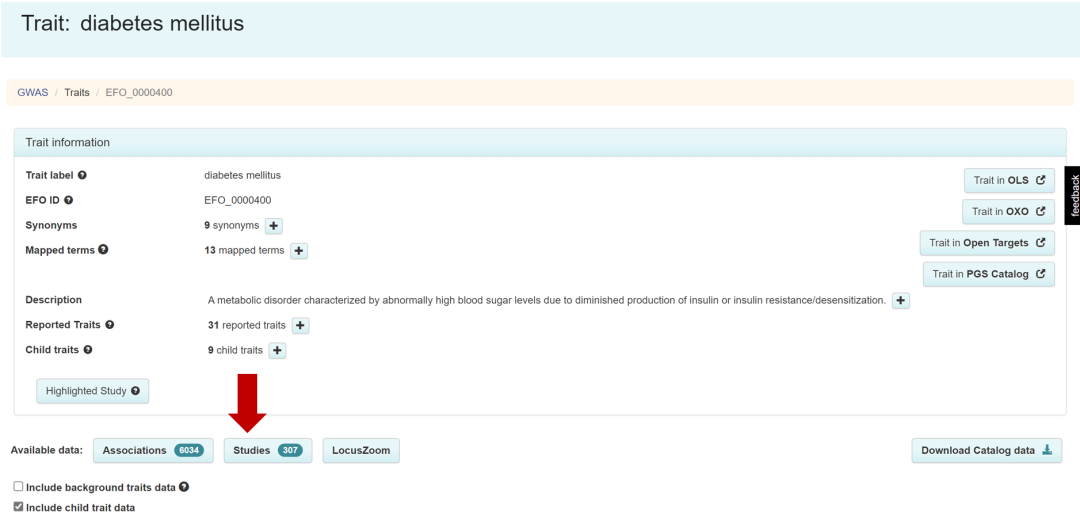 Trait: diabetes mellitus
GWAS / Traits / EFO_0000400
Trait information
Trait label ? diabetes mellitus
Trait in OLS
EFO ID ? EFO_0000400
Trait in OXO
Synonyms 9 synonyms +
Mapped terms ? 13 mapped terms +
Trait in Open Targets
Trait in PGS Catalog
Description A metabolic disorder characterized by abnormally high blood sugar levels due to diminished production of insulin or insulin resistance/desensitization. +
Reported Traits ? 31 reported traits +
Child traits ? 9 child traits +
Highlighted Study ?
Available data: Associations 6034 Studies 307 LocusZoom Download Catalog data
Include background traits data ?
Include child trait data
feedback